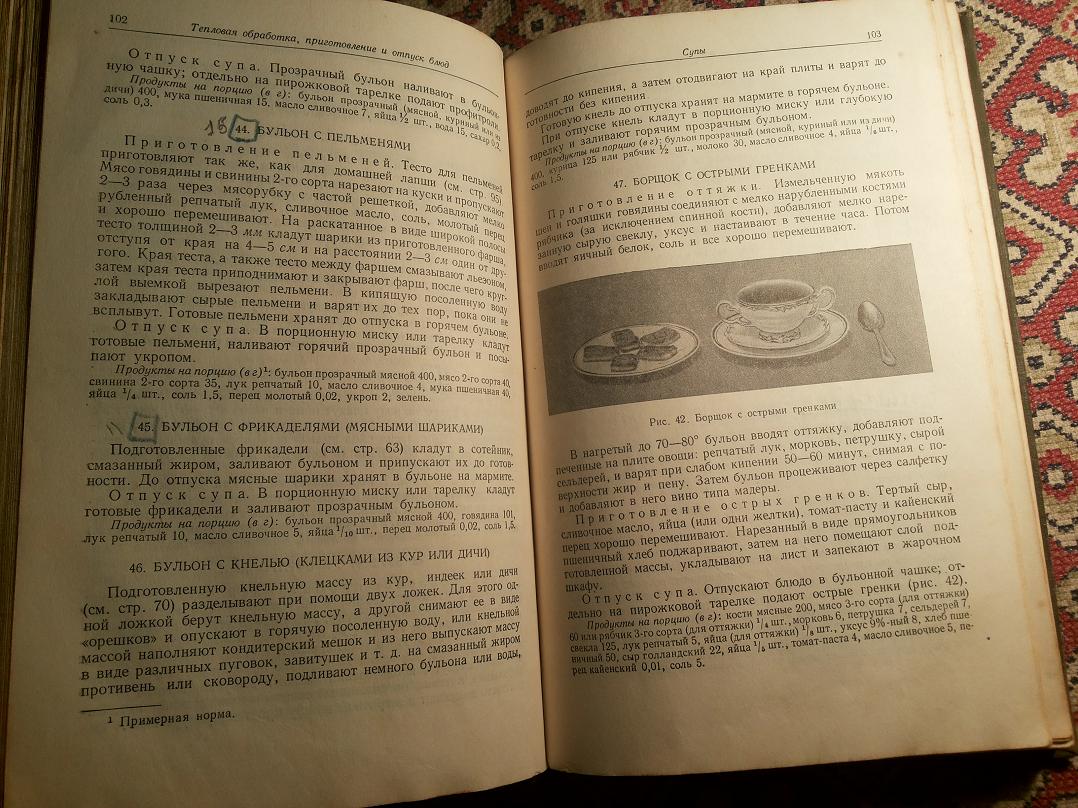 102
Тепловая обработка, приготовление и отпуск блюд
Отпуск супа. Прозрачный бульон наливают в бульон-
ную чашку; отдельно на пирожковой тарелке подают профитроли.
Продукты на порцию (в г): бульон прозрачный (мясной, куриный или из
дичи) 400, мука пшеничная 15, масло сливочное 7, яйца ½ шт., вода 15, сахар 0,2,
соль 0,3.
44. БУЛЬОН С ПЕЛЬМЕНЯМИ
Приготовление пельменей. Тесто для пельменей
приготовляют так же, как для домашней лапши (см. стр. 95).
Мясо говядины и свинины 2-го сорта нарезают на куски и пропускают
2—3 раза через мясорубку с частой решеткой, добавляют мелко
рубленный репчатый лук, сливочное масло, соль, молотый перец
и хорошо перемешивают. На раскатанное в виде широкой полосы
тесто толщиной 2—3 мм кладут шарики из приготовленного фарша,
отступя от края на 4—5 см и на расстоянии 2—3 см один от дру-
гого. Края теста, а также тесто между фаршем смазывают льезоном,
затем края теста приподнимают и закрывают фарш, после чего круг-
лой выемкой вырезают пельмени. В кипящую посоленную воду
закладывают сырые пельмени и варят их до тех пор, пока они не
всплывут. Готовые пельмени хранят до отпуска в горячем бульоне.
Отпуск супа. В порционную миску или тарелку кладут
готовые пельмени, наливают горячий прозрачный бульон и посы-
пают укропом.
Продукты на порцию (в г)¹: бульон прозрачный мясной 400, мясо 2-го сорта 40,
свинина 2-го сорта 35, лук репчатый 10, масло сливочное 4, мука пшеничная 40,
яйца ¹/₄ шт., соль 1,5, перец молотый 0,02, укроп 2, зелень.
45. БУЛЬОН С ФРИКАДЕЛЯМИ (МЯСНЫМИ ШАРИКАМИ)
Подготовленные фрикадели (см. стр. 63) кладут в сотейник,
смазанный жиром, заливают бульоном и припускают их до готов-
ности. До отпуска мясные шарики хранят в бульоне на мармите.
Отпуск супа. В порционную миску или тарелку кладут
готовые фрикадели и заливают прозрачным бульоном.
Продукты на порцию (в г): бульон прозрачный мясной 400, говядина 101,
лук репчатый 10, масло сливочное 5, яйца ¹/₁₀ шт., перец молотый 0,02, соль 1,5.
46. БУЛЬОН С КНЕЛЬЮ (КЛЕЦКАМИ ИЗ КУР ИЛИ ДИЧИ)
Подготовленную кнельную массу из кур, индеек или дичи
(см. стр. 70) разделывают при помощи двух ложек. Для этого од-
ной ложкой берут кнельную массу, а другой снимают ее в виде
«орешков» и опускают в горячую посоленную воду, или кнельной
массой наполняют кондитерский мешок и из него выпускают массу
в виде различных пуговок, завитушек и т. д. на смазанный жиром
противень или сковороду, подливают немного бульона или воды,
¹ Примерная норма.
Супы
103
доводят до кипения, а затем отодвигают на край плиты и варят до
готовности без кипения
Готовую кнель до отпуска хранят на мармите в горячем бульоне.
При отпуске кнель кладут в порционную миску или глубокую
тарелку и заливают горячим прозрачным бульоном.
Продукты на порцию (в г): бульон прозрачный (мясной, куриный или из дичи)
400, курица 125 или рябчик ½ шт., молоко 30, масло сливочное 4, яйца ¹/₈ шт.,
соль 1,5.
47. БОРЩОК С ОСТРЫМИ ГРЕНКАМИ
Приготовление оттяжки. Измельченную мякоть
шеи и голяшки говядины соединяют с мелко нарубленными костями
рябчика (за исключением спинной кости), добавляют мелко наре-
занную сырую свеклу, уксус и настаивают в течение часа. Потом
вводят яичный белок, соль и все хорошо перемешивают.
Рис. 42. Борщок с острыми гренками
В нагретый до 70—80° бульон вводят оттяжку, добавляют под-
печенные на плите овощи: репчатый лук, морковь, петрушку, сырой
сельдерей, и варят при слабом кипении 50—60 минут, снимая с по-
верхности жир и пену. Затем бульон процеживают через салфетку
и добавляют в него вино типа мадеры.
Приготовление острых гренков. Тертый сыр,
сливочное масло, яйца (или одни желтки), томат-пасту и кайенский
перец хорошо перемешивают. Нарезанный в виде прямоугольников
пшеничный хлеб поджаривают, затем на него помещают слой под-
готовленной массы, укладывают на лист и запекают в жарочном
шкафу.
Отпуск супа. Отпускают блюдо в бульонной чашке; от-
дельно на пирожковой тарелке подают острые гренки (рис. 42).
Продукты на порцию (в г): кости мясные 200, мясо 3-го сорта (для оттяжки)
60 или рябчик 3-го сорта (для оттяжки) ¹/₄ шт., морковь 6, петрушка 7, сельдерей 7,
свекла 125, лук репчатый 5, яйца (для оттяжки) ¹/₈ шт., уксус 9%-ный 8, хлеб пше-
ничный 50, сыр голландский 22, яйца ¹/₈ шт., томат-паста 4, масло сливочное 5, пе-
рец кайенский 0,01, соль 5.